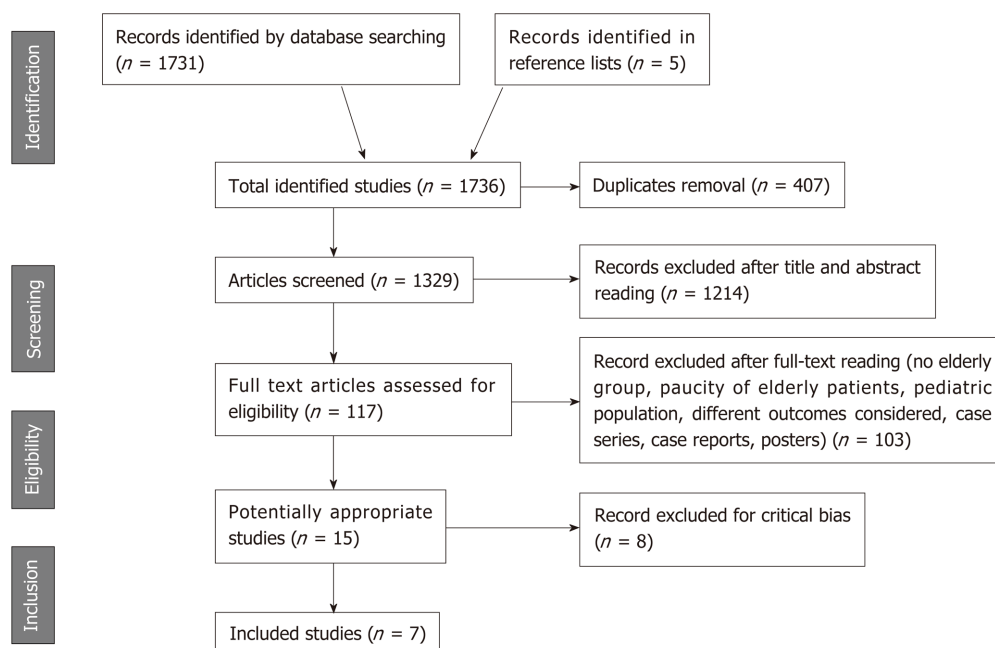 Identification
Records identified by database searching
(n = 1731)
Records identified in
reference lists (n = 5)
Total identified studies (n = 1736)
Duplicates removal (n = 407)
Screening
Articles screened (n = 1329)
Records excluded after title and abstract
reading (n = 1214)
Eligibility
Full text articles assessed for
eligibility (n = 117)
Record excluded after full-text reading (no elderly
group, paucity of elderly patients, pediatric
population, different outcomes considered, case
series, case reports, posters) (n = 103)
Potentially appropriate
studies (n = 15)
Record excluded for critical bias
(n = 8)
Inclusion
Included studies (n = 7)